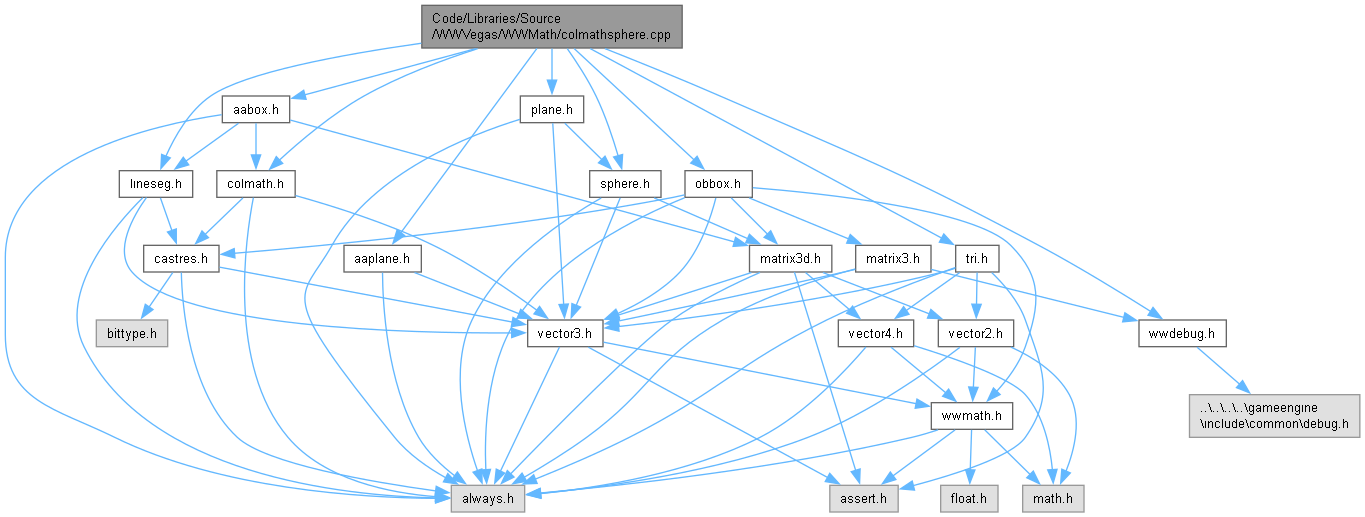 Code/Libraries/Source
/WWVegas/WWMath/colmathsphere.cpp
aabox.h
plane.h
lineseg.h
colmath.h
sphere.h
obbox.h
castres.h
aaplane.h
matrix3d.h
matrix3.h
tri.h
bittype.h
vector3.h
vector4.h
vector2.h
wwdebug.h
wwmath.h
..\..\..\..\gameengine
\include\common\debug.h
always.h
assert.h
float.h
math.h